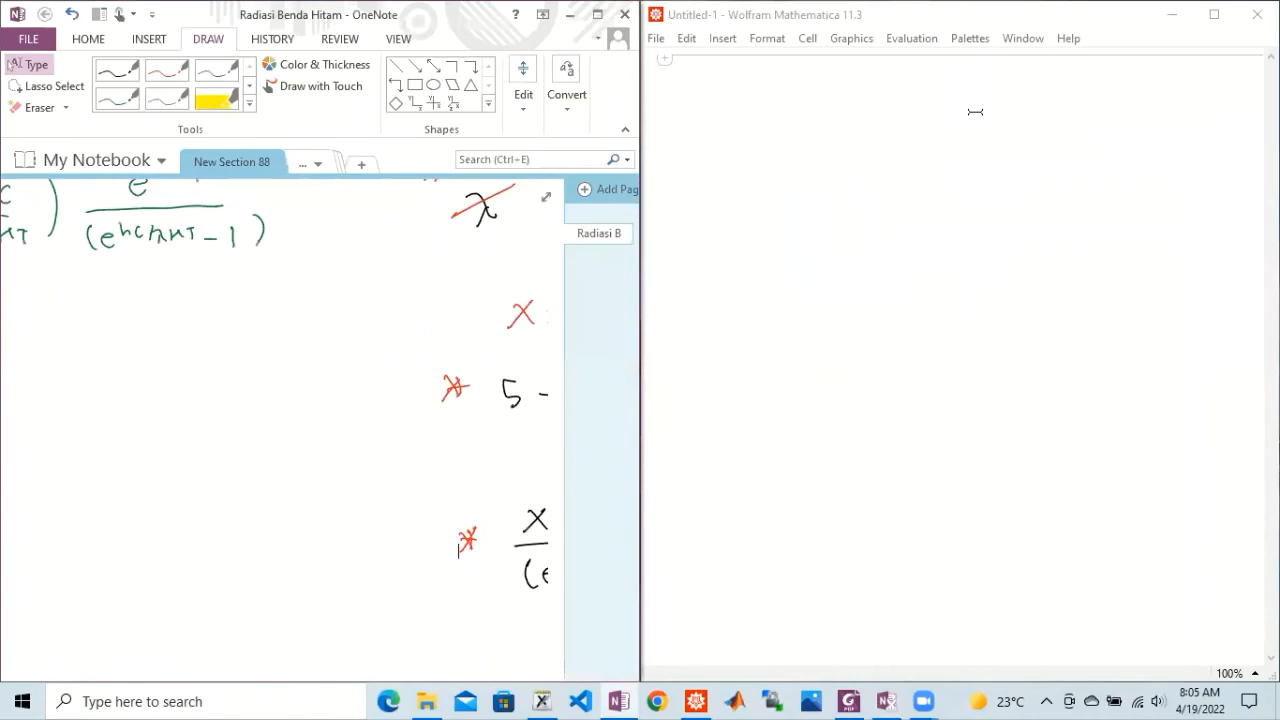 Radiasi Benda Hitam - OneNote
?
FILE HOME INSERT DRAW HISTORY REVIEW VIEW
Type
Lasso Select
Eraser
Color & Thickness
Draw with Touch
Edit
Convert
Tools
Shapes
My Notebook
New Section 88
...
Search (Ctrl+E)
Add Pag
Radiasi B
e
(e^hc/λκT - 1)
λ
X :
5 -
X
(e
Untitled-1 - Wolfram Mathematica 11.3
File Edit Insert Format Cell Graphics Evaluation Palettes Window Help
100%
Type here to search
23°C
8:05 AM
4/19/2022